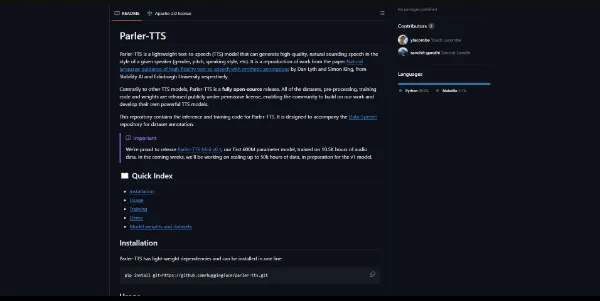 README
Apache-2.0 license
No packages published
Parler-TTS
Contributors 2
Parler-TTS is a lightweight text-to-speech (TTS) model that can generate high-quality, natural sounding speech in the
style of a given speaker (gender, pitch, speaking style, etc). It is a reproduction of work from the paper Natural
language guidance of high-fidelity text-to-speech with synthetic annotations by Dan Lyth and Simon King, from
Stability AI and Edinburgh University respectively.
ylacombe Yoach Lacombe
sanchit-gandhi Sanchit Gandhi
Contrarily to other TTS models, Parler-TTS is a fully open-source release. All of the datasets, pre-processing, training
code and weights are released publicly under permissive license, enabling the community to build on our work and
develop their own powerful TTS models.
Languages
Python
Makefile
This repository contains the inference and training code for Parler-TTS. It is designed to accompany the Data-Speech
repository for dataset annotation.
Important
We're proud to release Parler-TTS Mini v0.1, our first 600M parameter model, trained on 10.5K hours of audio
data. In the coming weeks, we'll be working on scaling up to 50k hours of data, in preparation for the v1 model.
Quick Index
Installation
Usage
Training
Demo
Model weights and datasets
Installation
Parler-TTS has light-weight dependencies and can be installed in one line:
pip install git+https://github.com/huggingface/parler-tts.git